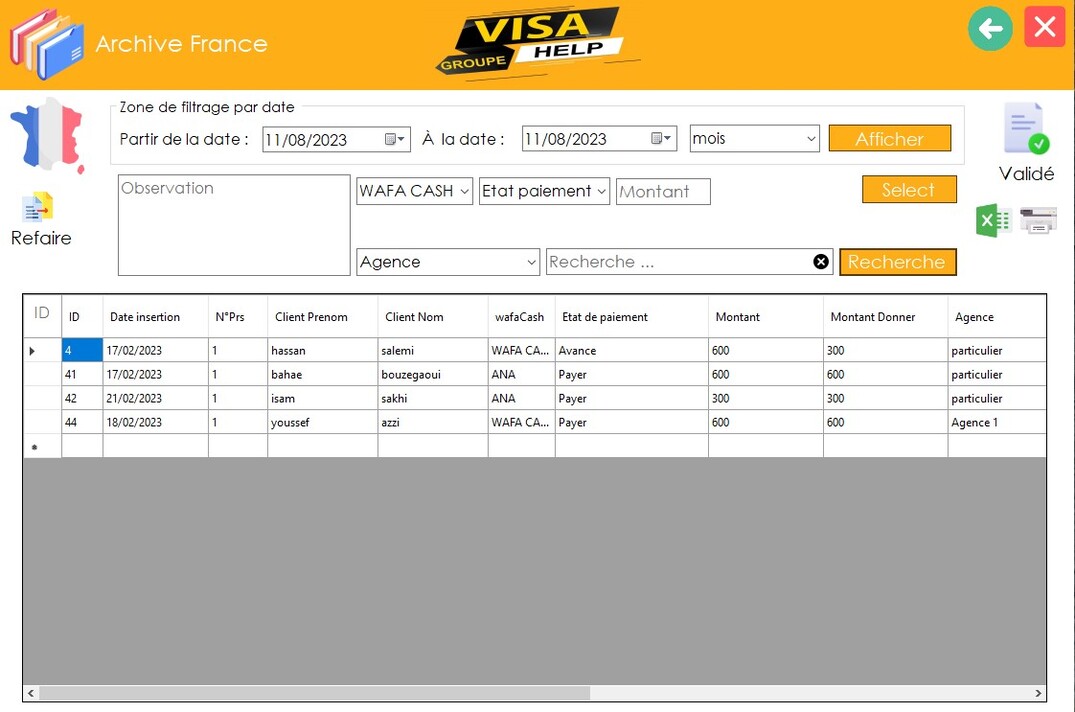 Archive France
VISA
GROUPE HELP
Zone de filtrage par date
Partir de la date : 11/08/2023 À la date : 11/08/2023 mois Afficher
Validé
Observation WAFA CASH Etat paiement Montant Select
Refaire
Agence Recherche ... Recherche
ID ID Date insertion N°Prs Client Prenom Client Nom wafaCash Etat de paiement Montant Montant Donner Agence
4 17/02/2023 1 hassan salemi WAFA CA... Avance 600 300 particulier
41 17/02/2023 1 bahae bouzegaoui ANA Payer 600 600 particulier
42 21/02/2023 1 isam sakhi ANA Payer 300 300 particulier
44 18/02/2023 1 youssef azzi WAFA CA... Payer 600 600 Agence 1